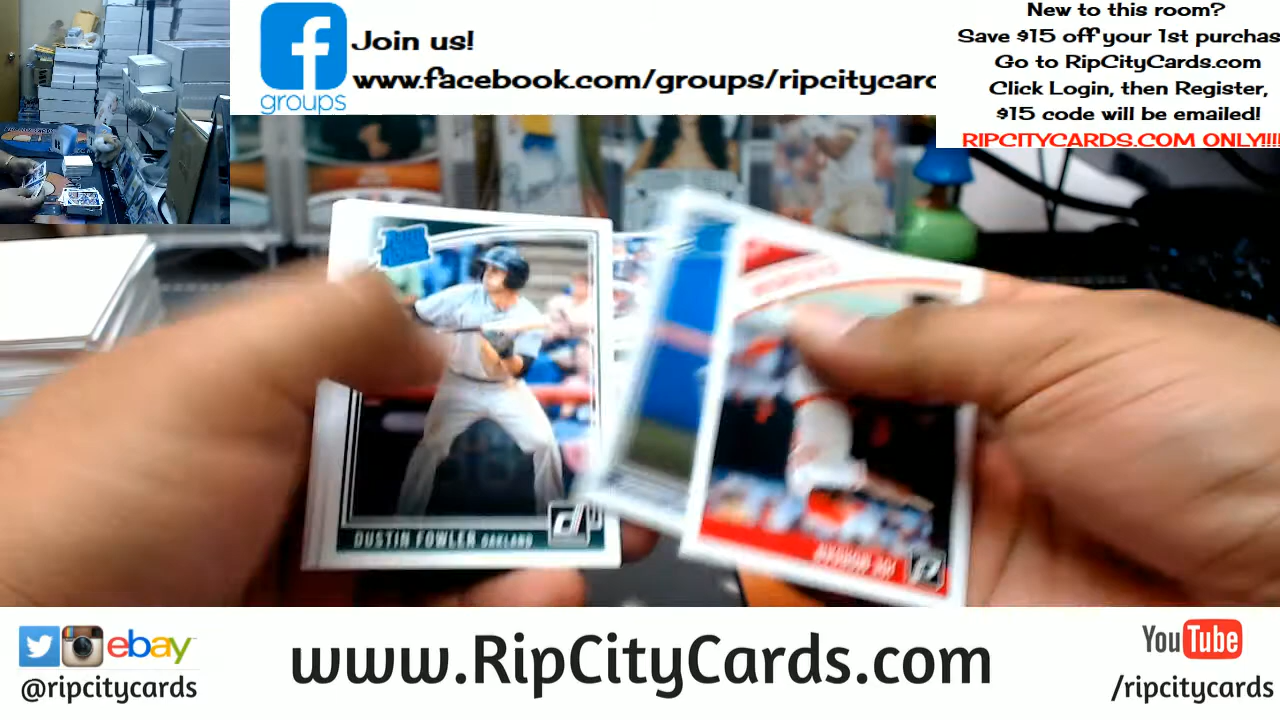 groups
Join us!
www.facebook.com/groups/ripcitycarc
New to this room?
Save $15 off your 1st purchas
Go to RipCityCards.com
Click Login, then Register,
$15 code will be emailed!
RIPCITYCARDS.COM ONLY!!!!
DUSTIN FOWLER OAKLAND
ebay
@ripcitycards
www.RipCityCards.com
YouTube
/ripcitycards